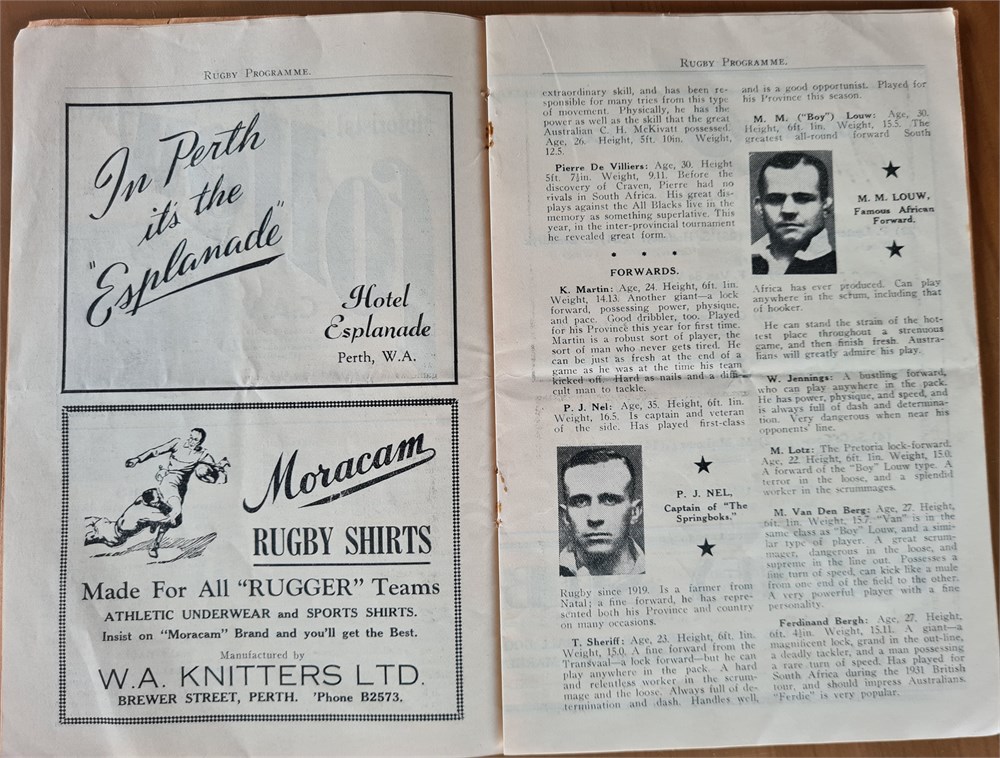 RUGBY PROGRAMME.
In Perth
it's the
"Esplanade"
Hotel
Esplanade
Perth, W.A.
Moracam
RUGBY SHIRTS
Made For All "RUGGER" Teams
ATHLETIC UNDERWEAR and SPORTS SHIRTS.
Insist on "Moracam" Brand and you'll get the Best.
Manufactured by
W.A. KNITTERS LTD.
BREWER STREET, PERTH. 'Phone B2573.
RUGBY PROGRAMME.
extraordinary skill, and has been re-
sponsible for many tries from this type
of movement. Physically, he has the
power as well as the skill that the great
Australian C. H. McKivatt possessed.
Age, 26. Height, 5ft. 10in. Weight,
12.5.
Pierre De Villiers: Age, 30. Height
5ft. 7½in. Weight, 9.11. Before the
discovery of Craven, Pierre had no
rivals in South Africa. His great dis-
plays against the All Blacks live in the
memory as something superlative. This
year, in the inter-provincial tournament
he revealed great form.
• • •
FORWARDS.
K. Martin: Age, 24. Height, 6ft. 1in.
Weight, 14.13. Another giant—a lock
forward, possessing power, physique,
and pace. Good dribbler, too. Played
for his Province this year for first time.
Martin is a robust sort of player, the
sort of man who never gets tired. He
can be just as fresh at the end of a
game as he was at the time his team
kicked off. Hard as nails and a diffi-
cult man to tackle.
P. J. Nel: Age, 35. Height, 6ft. 1in.
Weight, 16.5. Is captain and veteran
of the side. Has played first-class
P. J. NEL,
Captain of "The
Springboks."
Rugby since 1919. Is a farmer from
Natal; a fine forward, he has repre-
sented both his Province and country
on many occasions.
T. Sheriff: Age, 23. Height, 6ft. 1in.
Weight, 15.0. A fine forward from the
Transvaal—a lock forward—but he can
play anywhere in the pack. A hard
and relentless worker in the scrum-
mage and the loose. Always full of de-
termination and dash. Handles well,
and is a good opportunist. Played for
his Province this season.
M. M. ("Boy") Louw: Age, 30.
Height, 6ft. 1in. Weight, 15.5. The
greatest all-round forward South
M. M. LOUW,
Famous African
Forward.
Africa has ever produced. Can play
anywhere in the scrum, including that
of hooker.
He can stand the strain of the hot-
test place throughout a strenuous
game, and then finish fresh. Austra-
lians will greatly admire his play.
W. Jennings: A bustling forward,
who can play anywhere in the pack.
He has power, physique, and speed, and
is always full of dash and determina-
tion. Very dangerous when near his
opponents' line.
M. Lotz: The Pretoria lock-forward.
Age, 22. Height, 6ft. 1in. Weight, 15.0.
A forward of the "Boy" Louw type. A
terror in the loose, and a splendid
worker in the scrummages.
M. Van Den Berg: Age, 27. Height,
6ft. 1in. Weight, 15.7. "Van" is in the
same class as "Boy" Louw, and a simi-
lar type of player. A great scrum-
mager, dangerous in the loose, and
supreme in the line out. Possesses a
fine turn of speed, can kick like a mule
from one end of the field to the other.
A very powerful player with a fine
personality.
Ferdinand Bergh: Age, 27. Height,
6ft. 4½in. Weight, 15.11. A giant—a
magnificent lock, grand in the out-line,
a deadly tackler, and a man possessing
a rare turn of speed. Has played for
South Africa during the 1931 British
tour, and should impress Australians.
"Ferdie" is very popular.